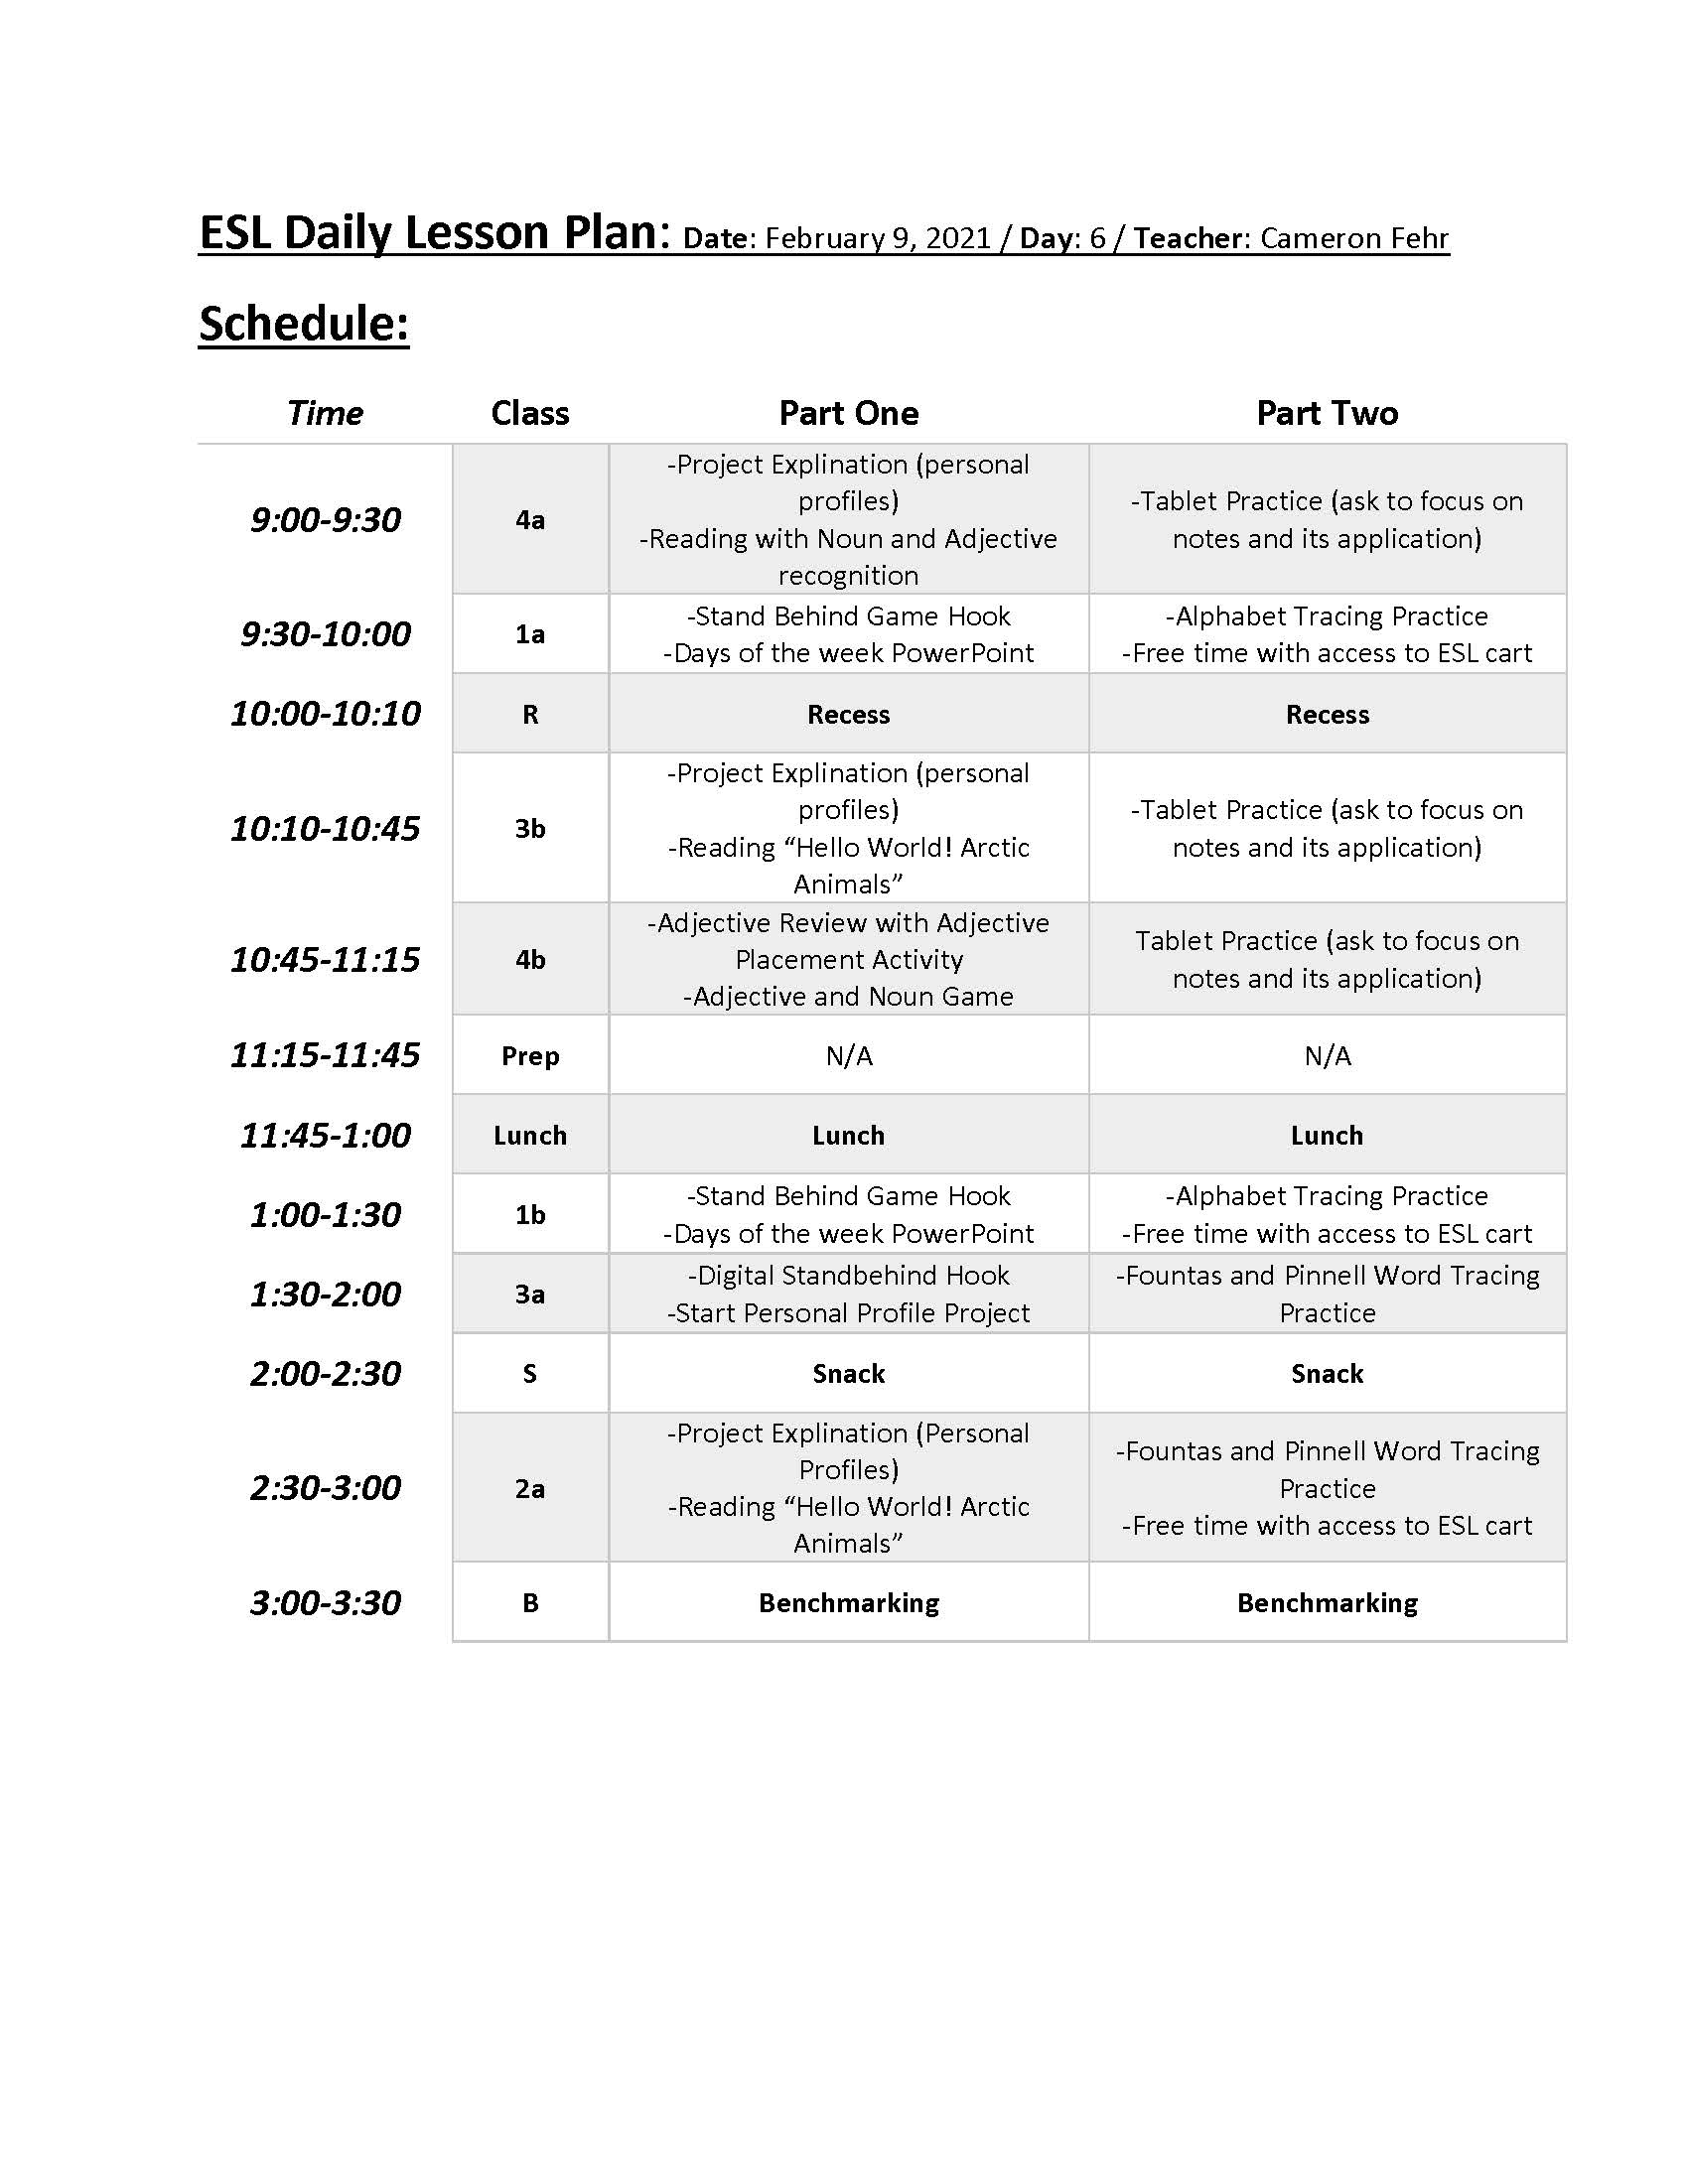 ESL Daily Lesson Plan: Date: February 9, 2021 / Day: 6 / Teacher: Cameron Fehr
Schedule:
Time Class Part One Part Two
9:00-9:30
4a
-Project Explination (personal
profiles)
-Reading with Noun and Adjective
recognition
-Tablet Practice (ask to focus on
notes and its application)
9:30-10:00
1a
-Stand Behind Game Hook
-Days of the week PowerPoint
-Alphabet Tracing Practice
-Free time with access to ESL cart
10:00-10:10
R
Recess
Recess
10:10-10:45
3b
-Project Explination (personal
profiles)
-Reading “Hello World! Arctic
Animals”
-Tablet Practice (ask to focus on
notes and its application)
10:45-11:15
4b
-Adjective Review with Adjective
Placement Activity
-Adjective and Noun Game
Tablet Practice (ask to focus on
notes and its application)
11:15-11:45
Prep
N/A
N/A
11:45-1:00
Lunch
Lunch
Lunch
1:00-1:30
1b
-Stand Behind Game Hook
-Days of the week PowerPoint
-Alphabet Tracing Practice
-Free time with access to ESL cart
1:30-2:00
3a
-Digital Standbehind Hook
-Start Personal Profile Project
-Fountas and Pinnell Word Tracing
Practice
2:00-2:30
S
Snack
Snack
2:30-3:00
2a
-Project Explination (Personal
Profiles)
-Reading “Hello World! Arctic
Animals”
-Fountas and Pinnell Word Tracing
Practice
-Free time with access to ESL cart
3:00-3:30
B
Benchmarking
Benchmarking